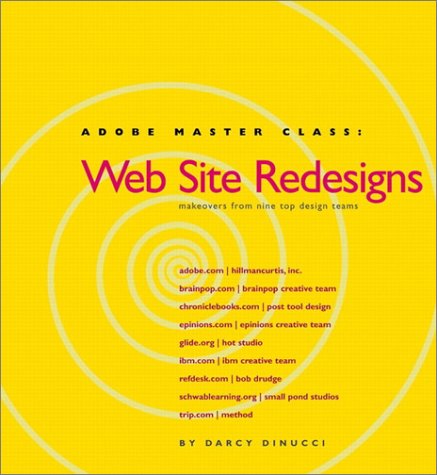 ADOBE MASTER CLASS:
Web Site Redesigns
makeovers from nine top design teams
adobe.com | hillmancurtis, inc.
brainpop.com | brainpop creative team
chroniclebooks.com | post tool design
epinions.com | epinions creative team
glide.org | hot studio
ibm.com | ibm creative team
refdesk.com | bob drudge
schwablearning.org | small pond studios
trip.com | method
BY DARCY DINUCCI